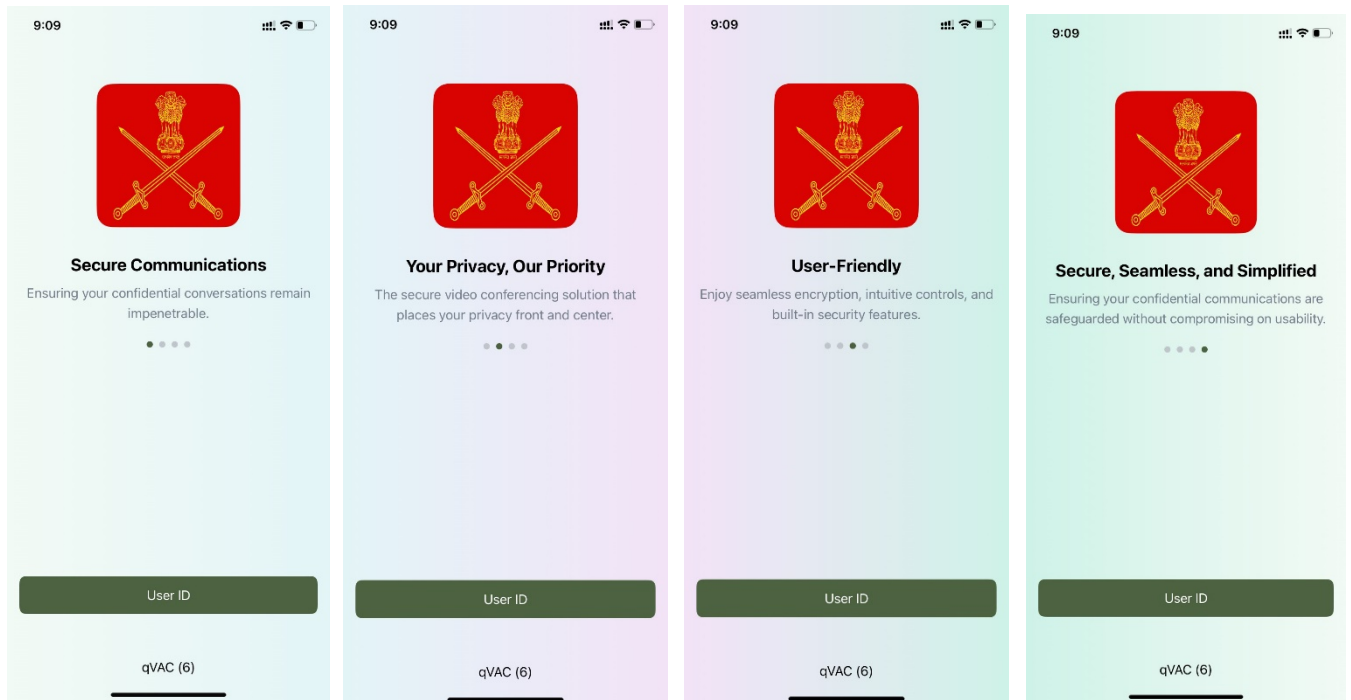 9:09
Secure Communications
Ensuring your confidential conversations remain
impenetrable.
User ID
qVAC (6)
9:09
Your Privacy, Our Priority
The secure video conferencing solution that
places your privacy front and center.
User ID
qVAC (6)
9:09
User-Friendly
Enjoy seamless encryption, intuitive controls, and
built-in security features.
User ID
qVAC (6)
9:09
Secure, Seamless, and Simplified
Ensuring your confidential communications are
safeguarded without compromising on usability.
User ID
qVAC (6)